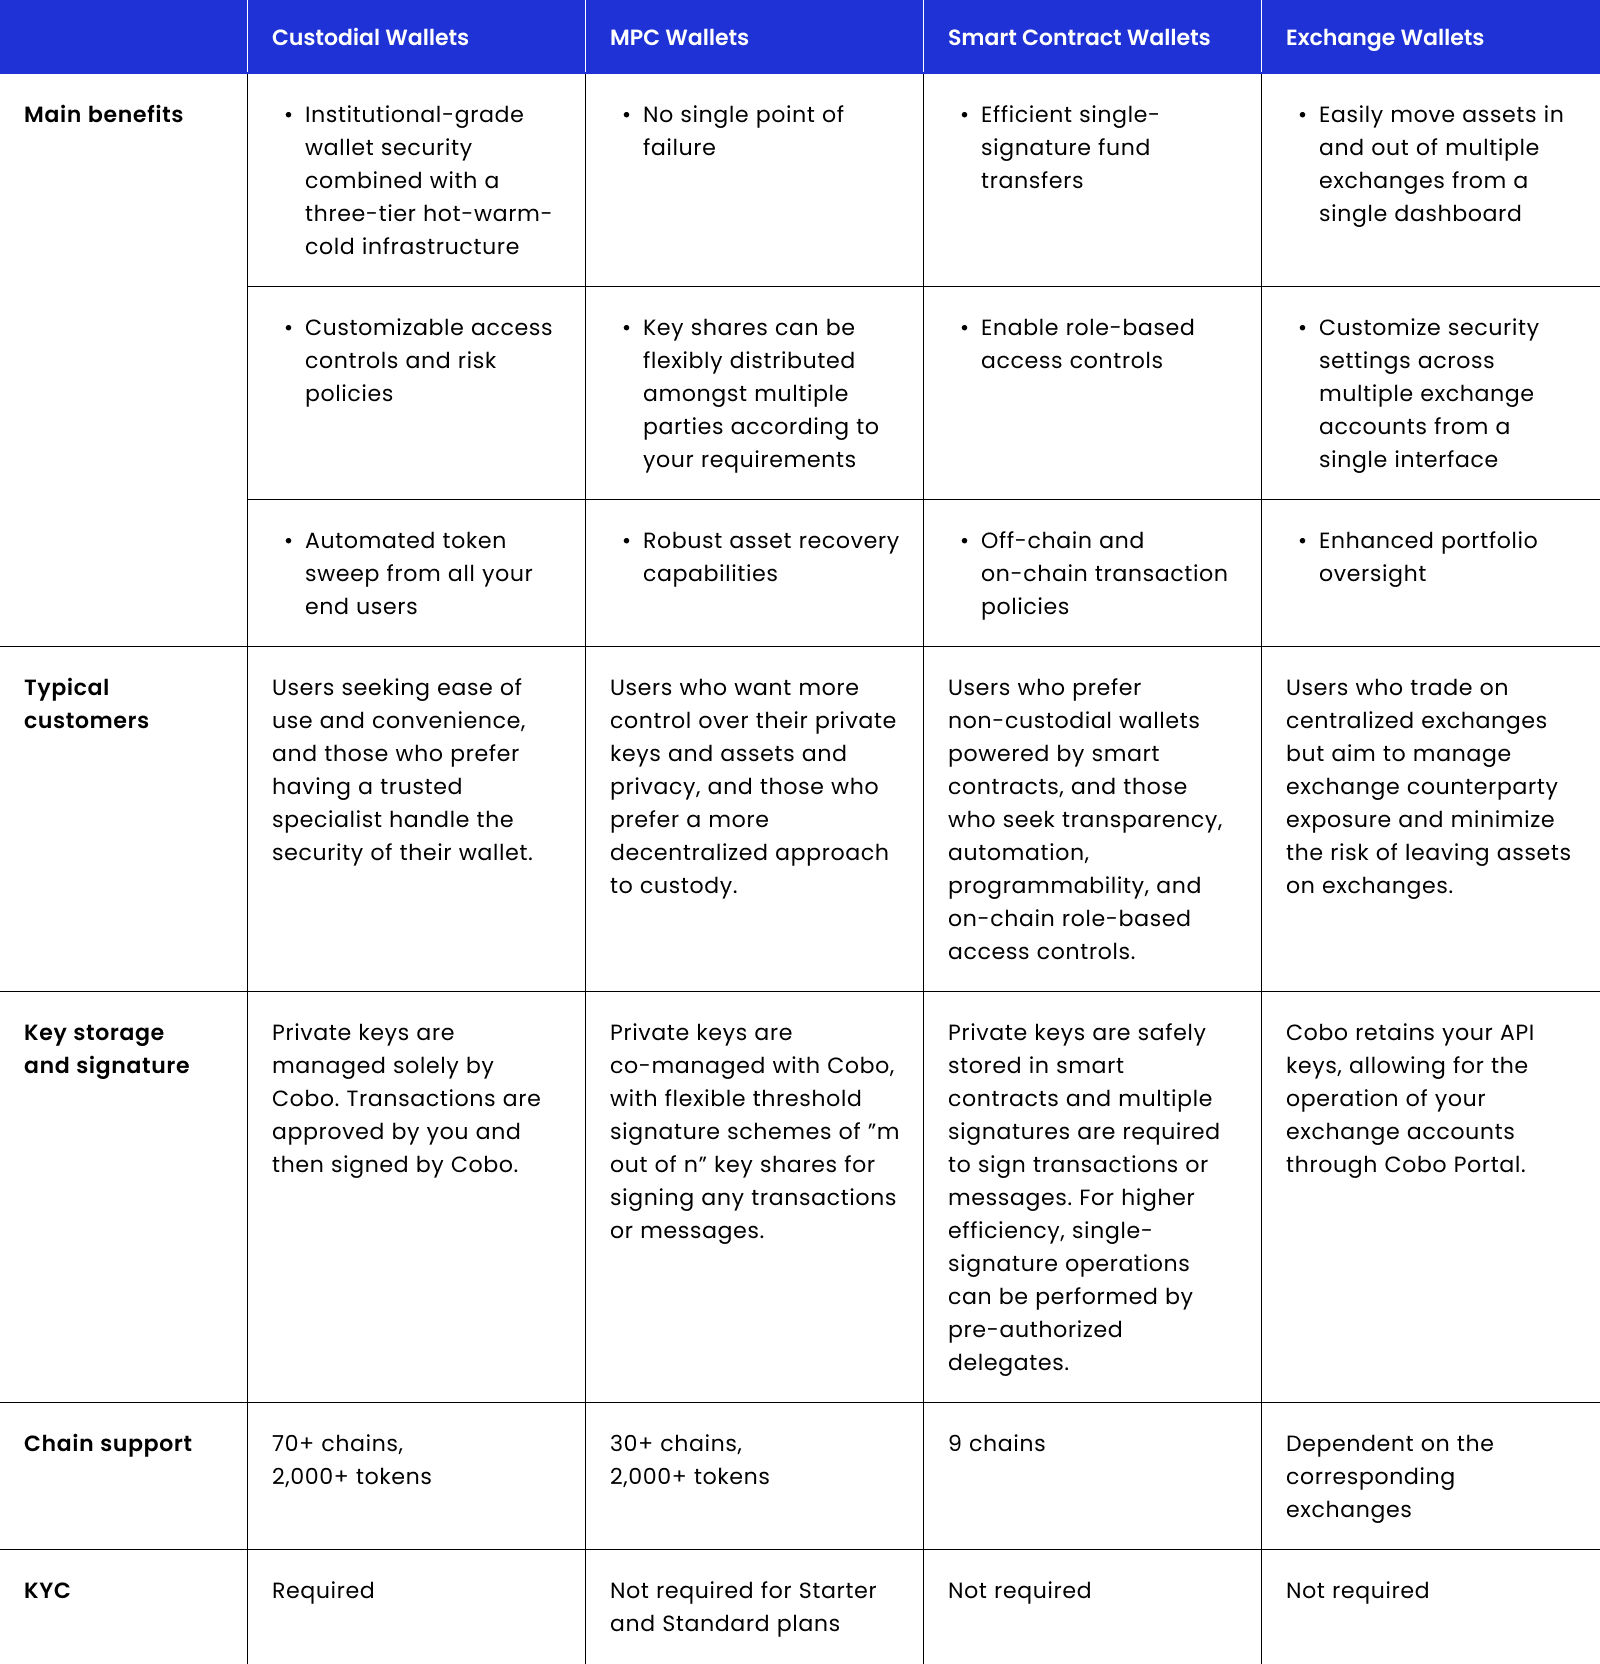 Custodial Wallets
MPC Wallets
Smart Contract Wallets
Exchange Wallets
Main benefits
• Institutional-grade
wallet security
combined with a
three-tier hot-warm-
cold infrastructure
• No single point of
failure
• Efficient single-
signature fund
transfers
• Easily move assets in
and out of multiple
exchanges from a
single dashboard
• Customizable access
controls and risk
policies
• Key shares can be
flexibly distributed
amongst multiple
parties according to
your requirements
• Enable role-based
access controls
• Customize security
settings across
multiple exchange
accounts from a
single interface
• Automated token
sweep from all your
end users
• Robust asset recovery
capabilities
• Off-chain and
on-chain transaction
policies
• Enhanced portfolio
oversight
Typical
customers
Users seeking ease of
use and convenience,
and those who prefer
having a trusted
specialist handle the
security of their wallet.
Users who want more
control over their private
keys and assets and
privacy, and those who
prefer a more
decentralized approach
to custody.
Users who prefer
non-custodial wallets
powered by smart
contracts, and those
who seek transparency,
automation,
programmability, and
on-chain role-based
access controls.
Users who trade on
centralized exchanges
but aim to manage
exchange counterparty
exposure and minimize
the risk of leaving assets
on exchanges.
Key storage
and signature
Private keys are
managed solely by
Cobo. Transactions are
approved by you and
then signed by Cobo.
Private keys are
co-managed with Cobo,
with flexible threshold
signature schemes of ”m
out of n” key shares for
signing any transactions
or messages.
Private keys are safely
stored in smart
contracts and multiple
signatures are required
to sign transactions or
messages. For higher
efficiency, single-
signature operations
can be performed by
pre-authorized
delegates.
Cobo retains your API
keys, allowing for the
operation of your
exchange accounts
through Cobo Portal.
Chain support
70+ chains,
2,000+ tokens
30+ chains,
2,000+ tokens
9 chains
Dependent on the
corresponding
exchanges
KYC
Required
Not required for Starter
and Standard plans
Not required
Not required